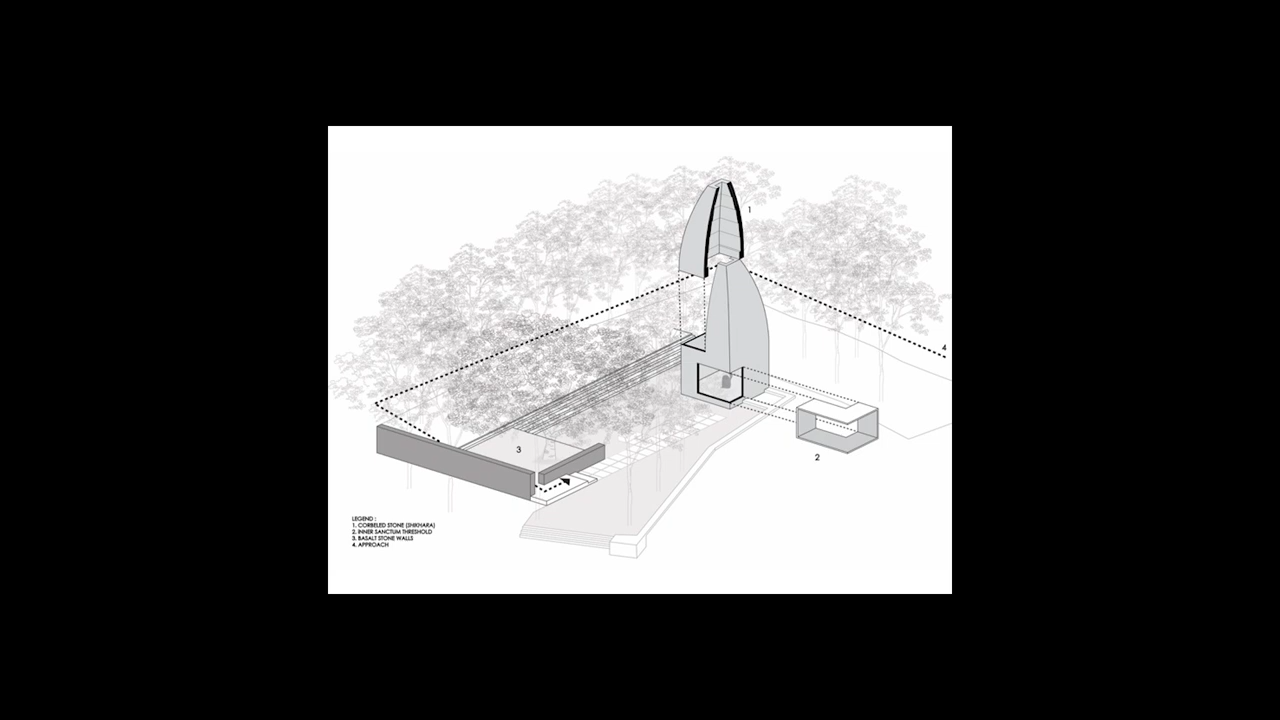 1
4
3
2
LEGEND :
1. CORBELED STONE (SHIKHARA)
2. INNER SANCTUM THRESHOLD
3. BASALT STONE WALLS
4. APPROACH